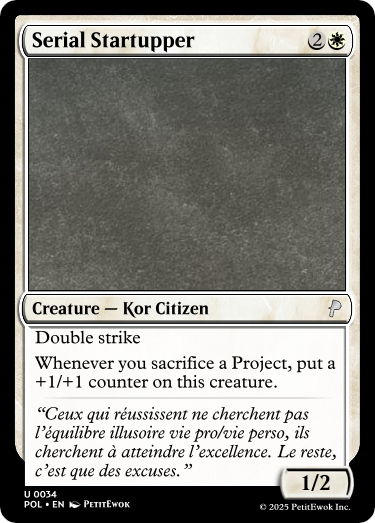 Serial Startupper 2
Creature — Kor Citizen
Double strike
Whenever you sacrifice a Project, put a
+1/+1 counter on this creature.
“Ceux qui réussissent ne cherchent pas
l’équilibre illusoire vie pro/vie perso, ils
cherchent à atteindre l’excellence. Le reste,
c’est que des excuses.”
1/2
U 0034
POL • EN PetitEwok
© 2025 PetitEwok Inc.